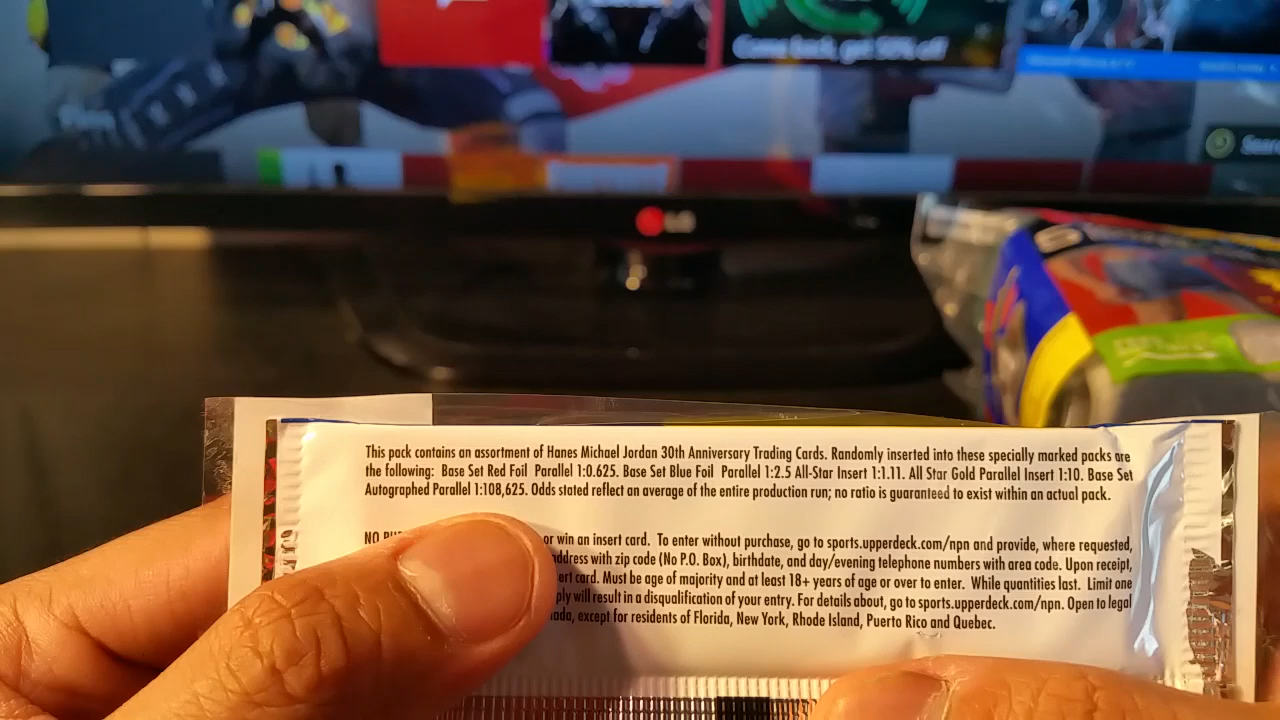 Come back, get 50% off
Sear
LG
This pack contains an assortment of Hanes Michael Jordan 30th Anniversary Trading Cards. Randomly inserted into these specially marked packs are
the following: Base Set Red Foil Parallel 1:0.625. Base Set Blue Foil Parallel 1:2.5 All-Star Insert 1:1.11. All Star Gold Parallel Insert 1:10. Base Set
Autographed Parallel 1:108,625. Odds stated reflect an average of the entire production run; no ratio is guaranteed to exist within an actual pack.
NO or win an insert card. To enter without purchase, go to sports.upperdeck.com/npn and provide, where requested,
address with zip code (No P.O. Box), birthdate, and day/evening telephone numbers with area code. Upon receipt,
card. Must be age of majority and at least 18+ years of age or over to enter. While quantities last. Limit one
will result in a disqualification of your entry. For details about, go to sports.upperdeck.com/npn. Open to legal
except for residents of Florida, New York, Rhode Island, Puerto Rico and Quebec.